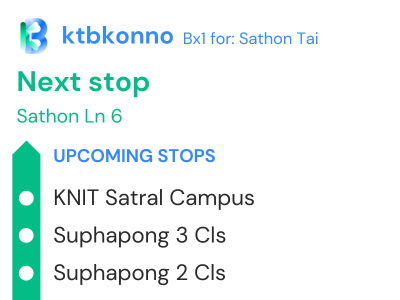 ktbkonno Bx1 for: Sathon Tai
Next stop
Sathon Ln 6
UPCOMING STOPS
KNIT Satral Campus
Suphapong 3 Cls
Suphapong 2 Cls